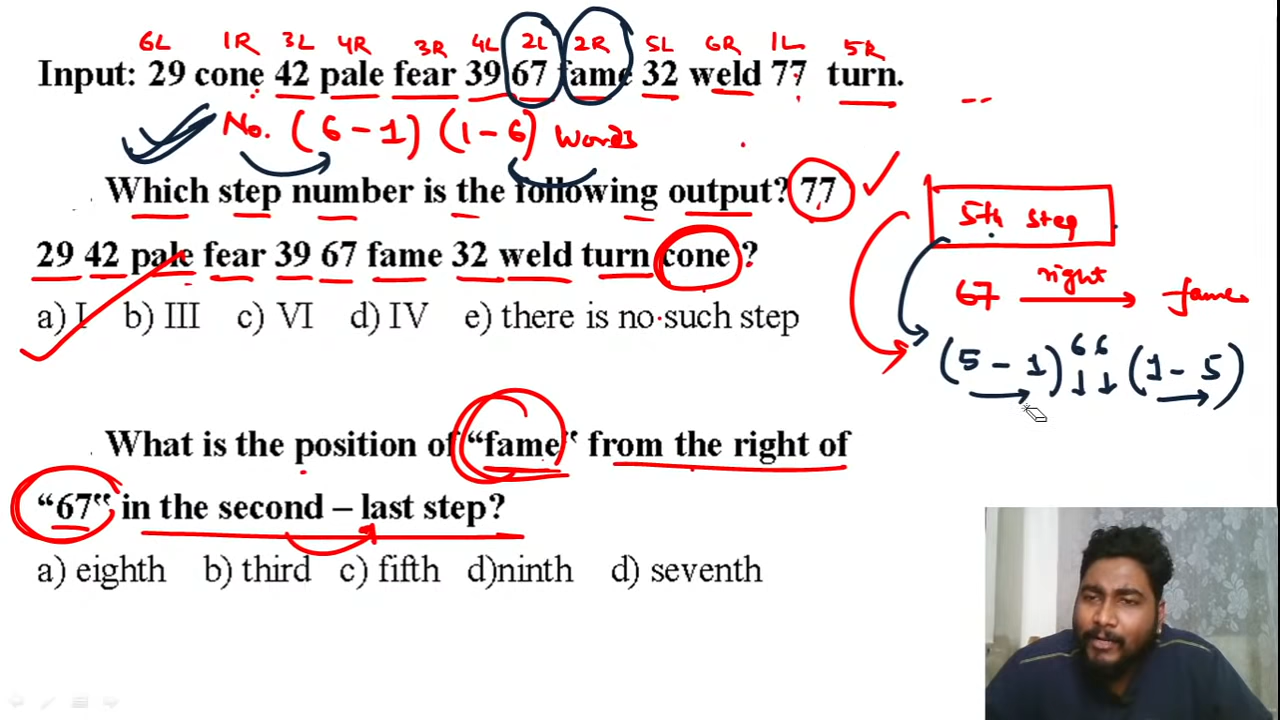 6L 1R 3L 4R 3R 4L 2L 2R 5L 6R 1L 5R
Input: 29 cone 42 pale fear 39 67 fame 32 weld 77 turn.
No. (6-1) (1-6) words
Which step number is the following output? 77
29 42 pale fear 39 67 fame 32 weld turn cone ?
a) I b) III c) VI d) IV e) there is no such step
5th step
67 right fame
(5-1) 6 6 (1-5)
What is the position of “fame“ from the right of
“67“ in the second – last step?
a) eighth b) third c) fifth d)ninth d) seventh